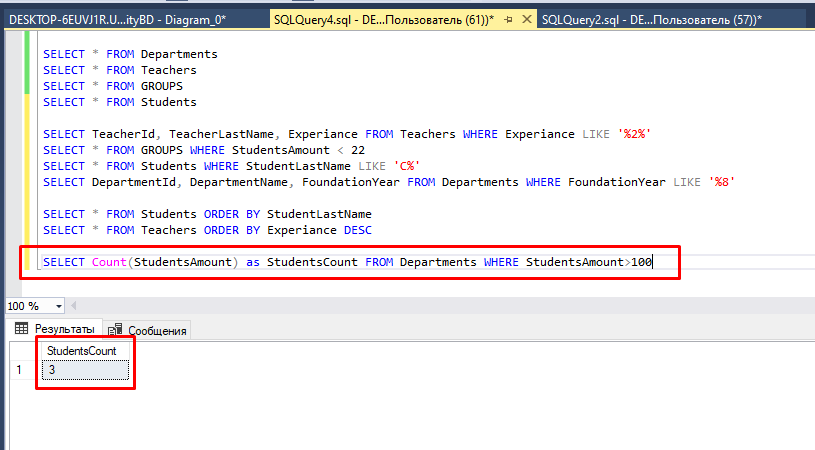 DESKTOP-6EUVJ1R.U...ityBD - Diagram_0*
SQLQuery4.sql - DE...Пользователь (61))*
SQLQuery2.sql - DE...Пользователь (57))*
SELECT * FROM Departments
SELECT * FROM Teachers
SELECT * FROM GROUPS
SELECT * FROM Students
SELECT TeacherId, TeacherLastName, Experiance FROM Teachers WHERE Experiance LIKE '%2%'
SELECT * FROM GROUPS WHERE StudentsAmount < 22
SELECT * FROM Students WHERE StudentLastName LIKE 'C%'
SELECT DepartmentId, DepartmentName, FoundationYear FROM Departments WHERE FoundationYear LIKE '%8'
SELECT * FROM Students ORDER BY StudentLastName
SELECT * FROM Teachers ORDER BY Experiance DESC
SELECT Count(StudentsAmount) as StudentsCount FROM Departments WHERE StudentsAmount>100
100 %
Результаты
Сообщения
StudentsCount
1 3